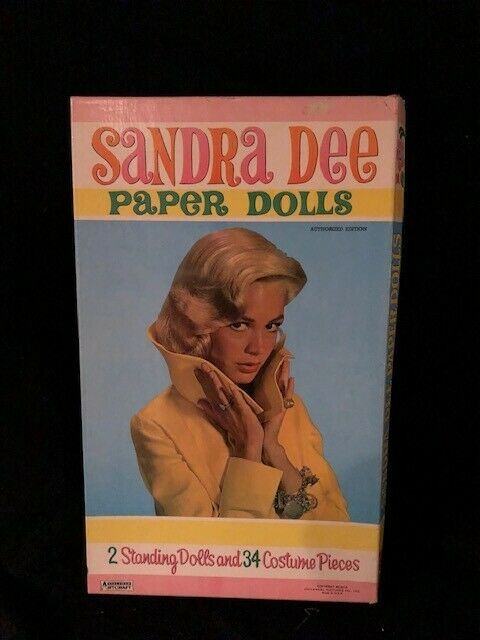 SANDRA DEE
PAPER DOLLS
AUTHORIZED EDITION
2 Standing Dolls and 34 Costume Pieces